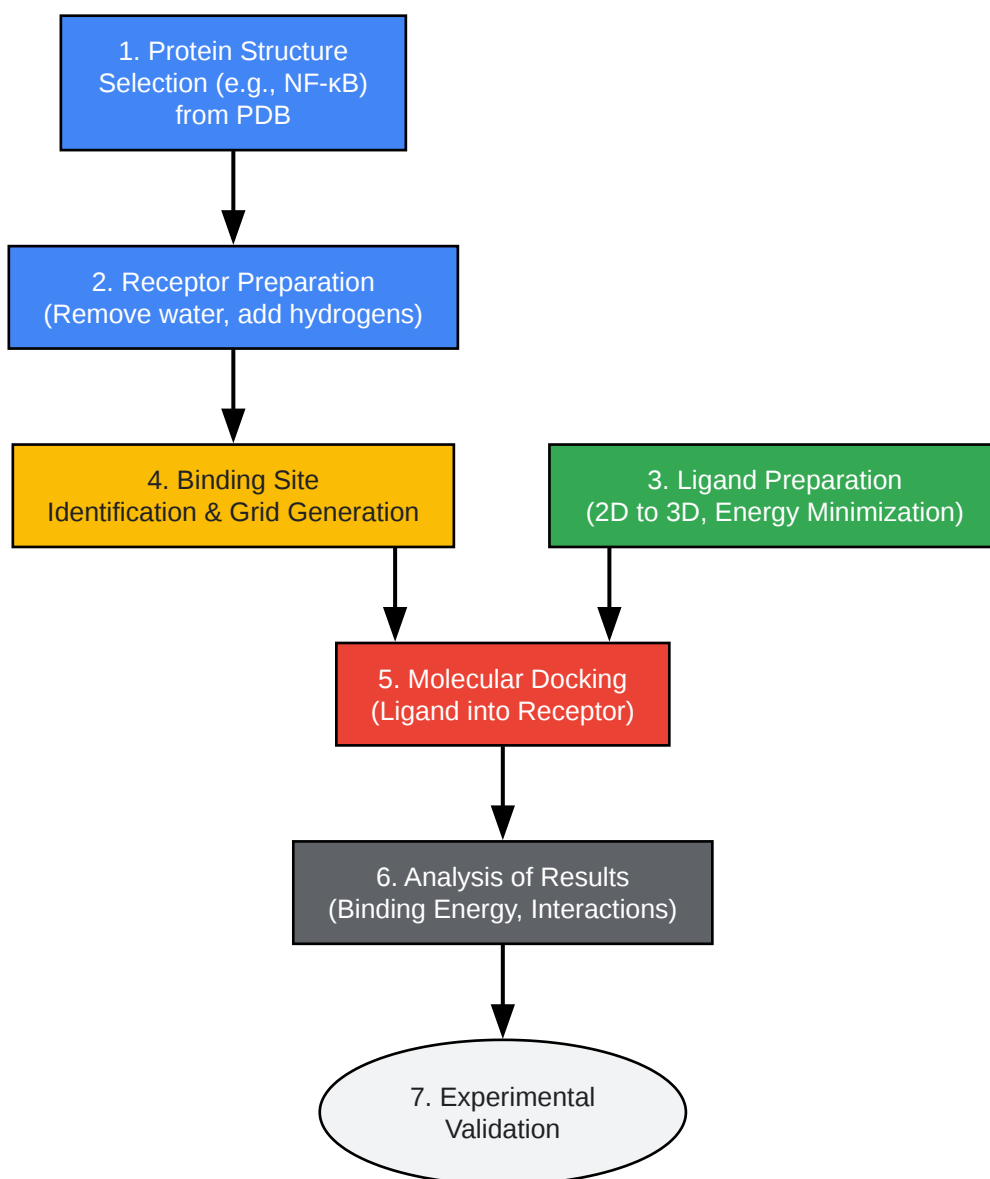 1. Protein Structure
Selection (e.g., NF-κB)
from PDB
2. Receptor Preparation
(Remove water, add hydrogens)
4. Binding Site
Identification & Grid Generation
3. Ligand Preparation
(2D to 3D, Energy Minimization)
5. Molecular Docking
(Ligand into Receptor)
6. Analysis of Results
(Binding Energy, Interactions)
7. Experimental
Validation